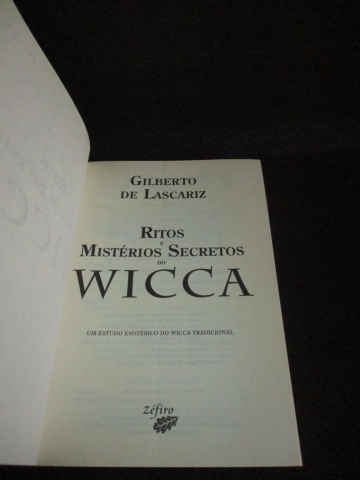 GILBERTO
DE LASCARIZ
RITOS
E
MISTÉRIOS SECRETOS
DO
WICCA
UM ESTUDO ESOTÉRICO DO WICCA TRADICIONAL
Zéfiro